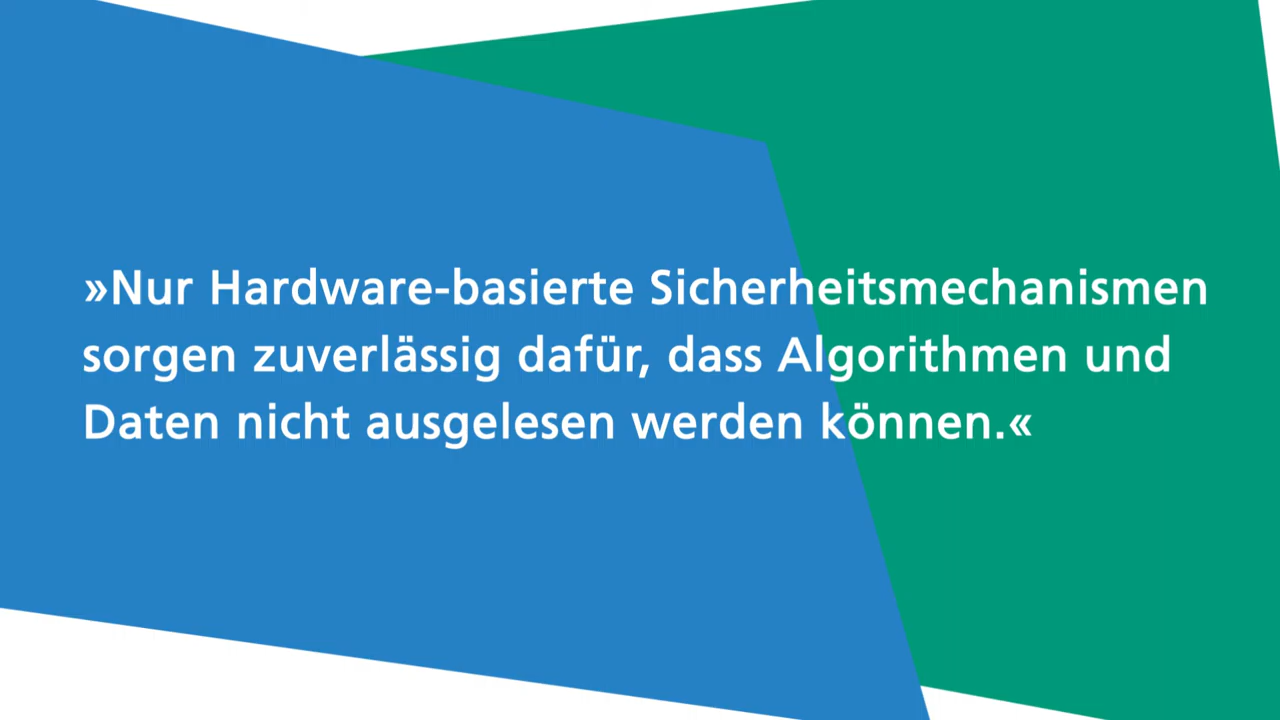 »Nur Hardware-basierte Sicherheitsmechanismen
sorgen zuverlässig dafür, dass Algorithmen und
Daten nicht ausgelesen werden können.«